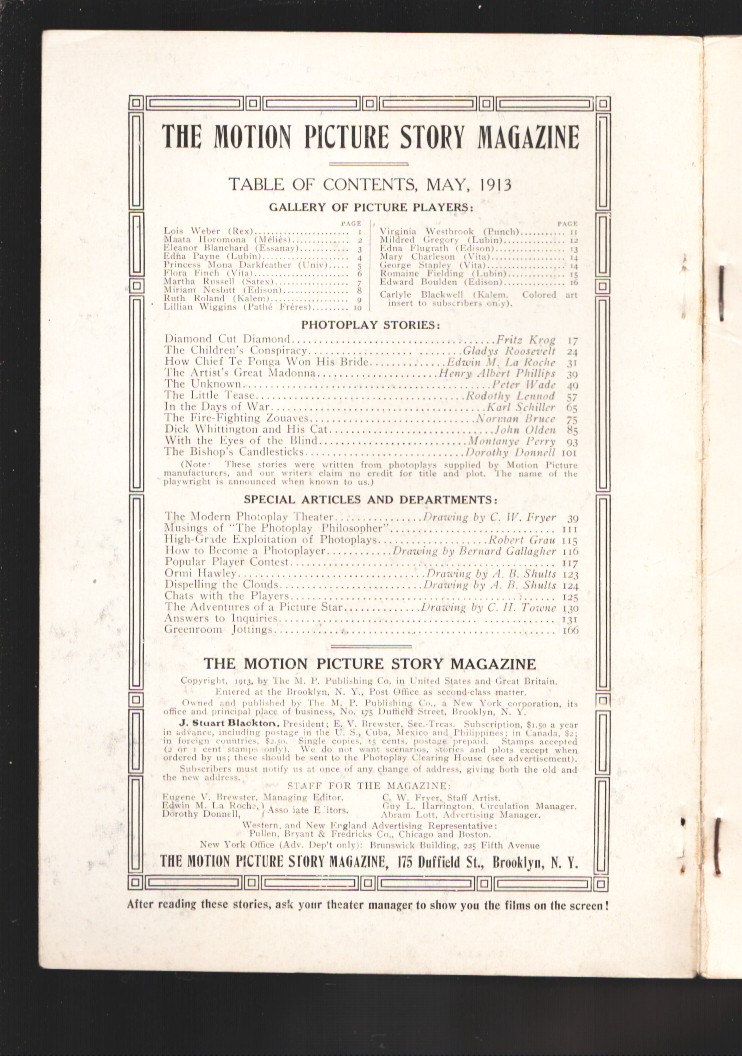 THE MOTION PICTURE STORY MAGAZINE
TABLE OF CONTENTS, MAY, 1913
GALLERY OF PICTURE PLAYERS:
PAGE
Lois Weber (Rex)..................... 1
Maata Horomona (Méliès).............. 2
Eleanor Blanchard (Essanay).......... 3
Edna Payne (Lubin)................... 4
Princess Mona Darkfeather (Univ)..... 5
Flora Finch (Vita)................... 6
Martha Russell (Satex)............... 7
Miriam Nesbitt (Edison).............. 8
Ruth Roland (Kalem).................. 9
Lillian Wiggins (Pathé Frères)......... 10
PAGE
Virginia Westbrook (Punch)........... 11
Mildred Gregory (Lubin).............. 12
Edna Flugrath (Edison)............... 13
Mary Charleson (Vita)................ 14
George Stanley (Vita)................ 14
Romaine Fielding (Lubin)............. 15
Edward Boulden (Edison).............. 16
Carlyle Blackwell (Kalem. Colored art
insert to subscribers only).
PHOTOPLAY STORIES:
Diamond Cut Diamond..............................Fritz Krog 17
The Children's Conspiracy.......................Gladys Roosevelt 24
How Chief Te Ponga Won His Bride............Edwin M. La Roche 31
The Artist's Great Madonna..................Henry Albert Phillips 39
The Unknown.....................................Peter Wade 49
The Little Tease................................Rodothy Lennod 57
In the Days of War..............................Karl Schiller 65
The Fire-Fighting Zouaves.......................Norman Bruce 75
Dick Whittington and His Cat....................John Olden 85
With the Eyes of the Blind......................Montanye Perry 93
The Bishop's Candlesticks.......................Dorothy Donnell 101
(Note: These stories were written from photoplays supplied by Motion Picture
manufacturers, and our writers claim no credit for title and plot. The name of the
playwright is announced when known to us.)
SPECIAL ARTICLES AND DEPARTMENTS:
The Modern Photoplay Theater................Drawing by C. W. Fryer 39
Musings of "The Photoplay Philosopher".............................. 111
High-Grade Exploitation of Photoplays...................Robert Grau 115
How to Become a Photoplayer...........Drawing by Bernard Gallagher 116
Popular Player Contest.............................................. 117
Ormi Hawley.................................Drawing by A. B. Shults 123
Dispelling the Clouds.......................Drawing by A. B. Shults 124
Chats with the Players.............................................. 125
The Adventures of a Picture Star.............Drawing by C. H. Towne 130
Answers to Inquiries................................................ 131
Greenroom Jottings.................................................. 166
THE MOTION PICTURE STORY MAGAZINE
Copyright, 1913, by The M. P. Publishing Co. in United States and Great Britain.
Entered at the Brooklyn, N. Y., Post Office as second-class matter.
Owned and published by The M. P. Publishing Co., a New York corporation, its
office and principal place of business, No. 175 Duffield Street, Brooklyn, N. Y.
J. Stuart Blackton, President; E. V. Brewster, Sec.-Treas. Subscription, $1.50 a year
in advance, including postage in the U. S., Cuba, Mexico and Philippines; in Canada, $2;
in foreign countries, $2.50. Single copies, 15 cents, postage prepaid. Stamps accepted
(2 or 1 cent stamps only). We do not want scenarios, stories and plots except when
ordered by us; these should be sent to the Photoplay Clearing House (see advertisement).
Subscribers must notify us at once of any change of address, giving both the old and
the new address.
STAFF FOR THE MAGAZINE:
Eugene V. Brewster, Managing Editor.
Edwin M. La Roche, } Associate Editors.
Dorothy Donnell,
C. W. Fryer, Staff Artist.
Guy L. Harrington, Circulation Manager.
Abram Lott, Advertising Manager.
Western, and New England Advertising Representative:
Pullen, Bryant & Fredricks Co., Chicago and Boston.
New York Office (Adv. Dep't only): Brunswick Building, 225 Fifth Avenue
THE MOTION PICTURE STORY MAGAZINE, 175 Duffield St., Brooklyn, N. Y.
After reading these stories, ask your theater manager to show you the films on the screen!